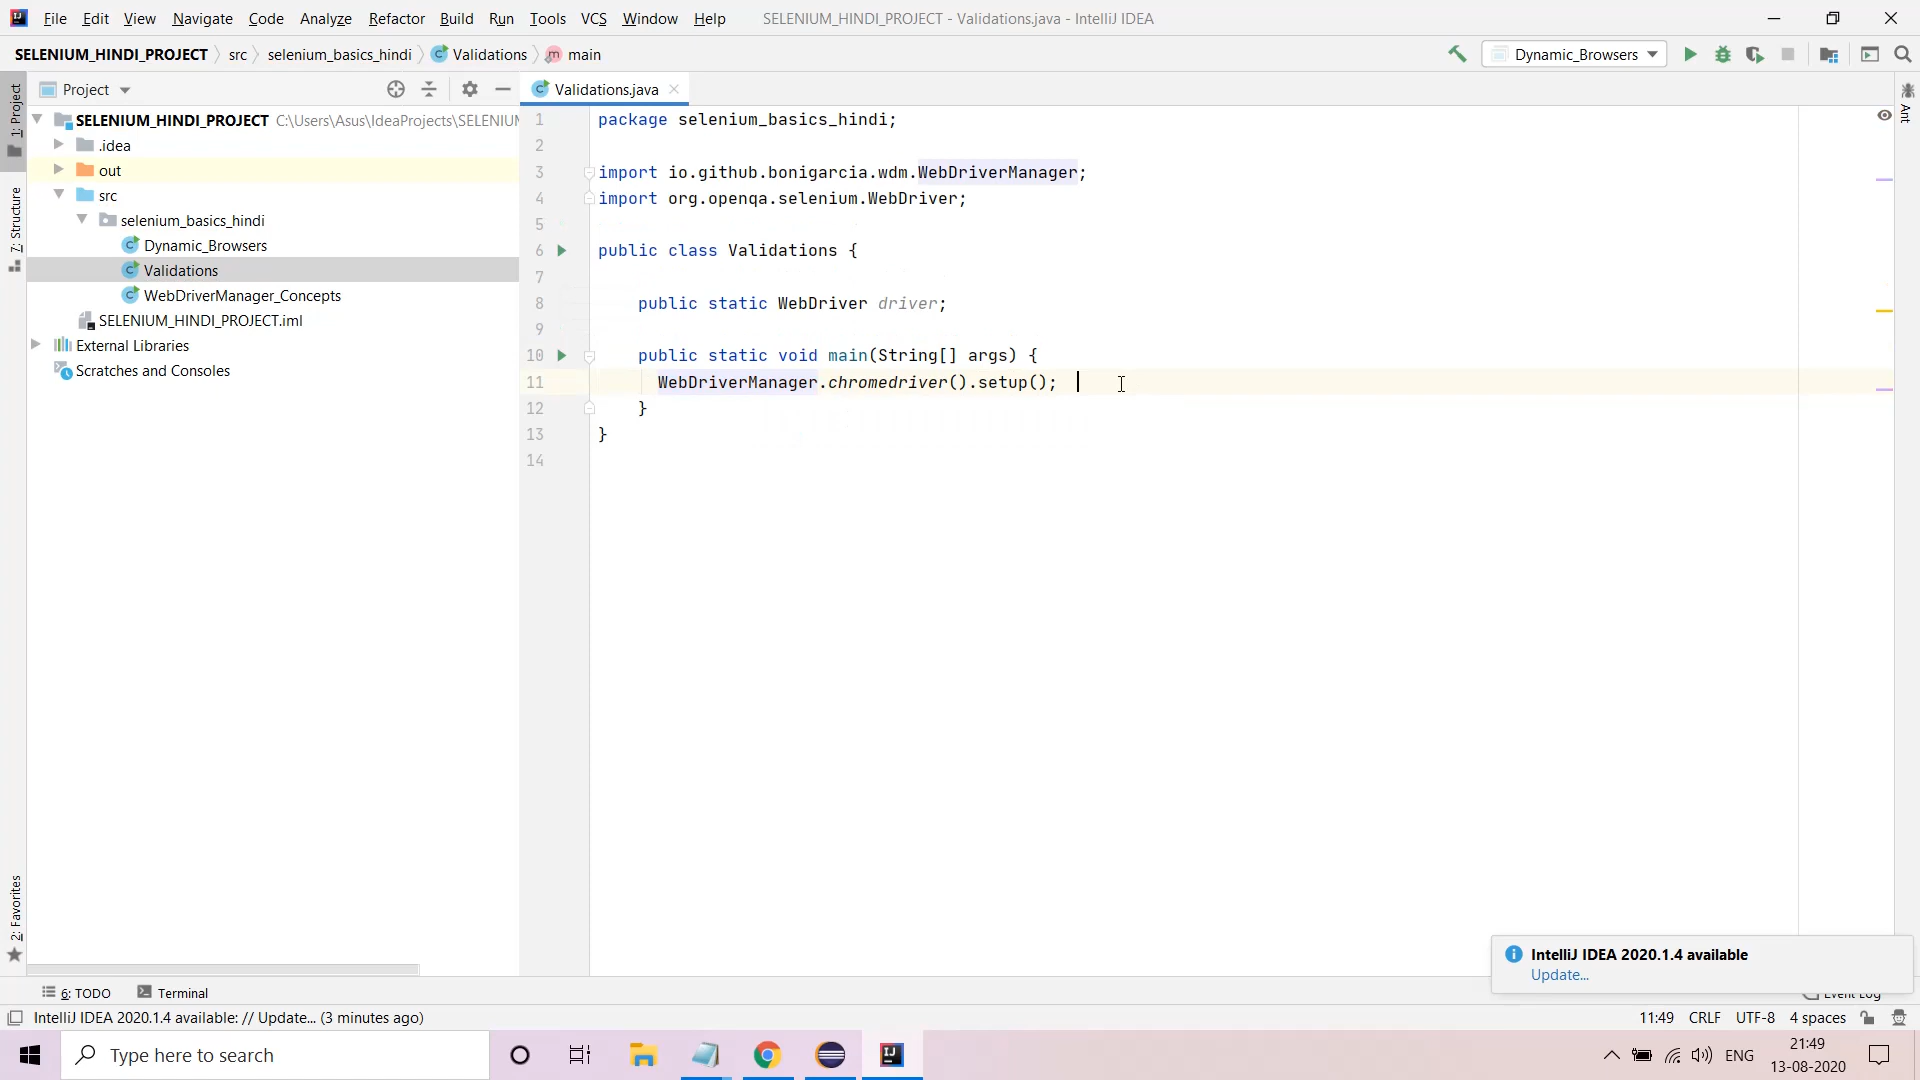 File Edit View Navigate Code Analyze Refactor Build Run Tools VCS Window Help SELENIUM_HINDI_PROJECT - Validations.java - IntelliJ IDEA
SELENIUM_HINDI_PROJECT src selenium_basics_hindi Validations main Dynamic_Browsers
Project
Validations.java
1: Project
7: Structure
2: Favorites
Ant
SELENIUM_HINDI_PROJECT C:\Users\Asus\IdeaProjects\SELENIUM
.idea
out
src
selenium_basics_hindi
Dynamic_Browsers
Validations
WebDriverManager_Concepts
SELENIUM_HINDI_PROJECT.iml
External Libraries
Scratches and Consoles
1 package selenium_basics_hindi;
2
3 import io.github.bonigarcia.wdm.WebDriverManager;
4 import org.openqa.selenium.WebDriver;
5
6 public class Validations {
7
8 public static WebDriver driver;
9
10 public static void main(String[] args) {
11 WebDriverManager.chromedriver().setup();
12 }
13 }
14
IntelliJ IDEA 2020.1.4 available
Update...
6: TODO Terminal Event Log
IntelliJ IDEA 2020.1.4 available: // Update... (3 minutes ago) 11:49 CRLF UTF-8 4 spaces
Type here to search ENG 21:49
13-08-2020